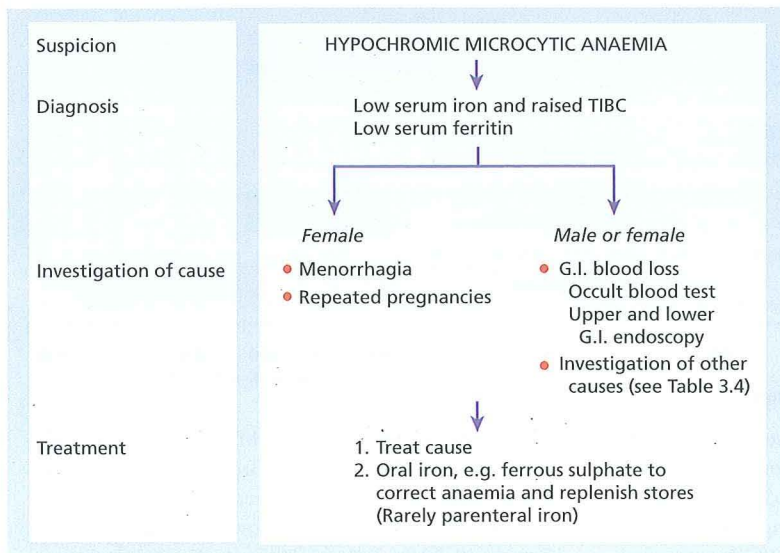 Suspicion
HYPOCHROMIC MICROCYTIC ANAEMIA
Diagnosis
Low serum iron and raised TIBC
Low serum ferritin
Investigation of cause
Female
• Menorrhagia
• Repeated pregnancies
Male or female
• G.I. blood loss
Occult blood test
Upper and lower
G.I. endoscopy
• Investigation of other
causes (see Table 3.4)
Treatment
1. Treat cause
2. Oral iron, e.g. ferrous sulphate to
correct anaemia and replenish stores
(Rarely parenteral iron)